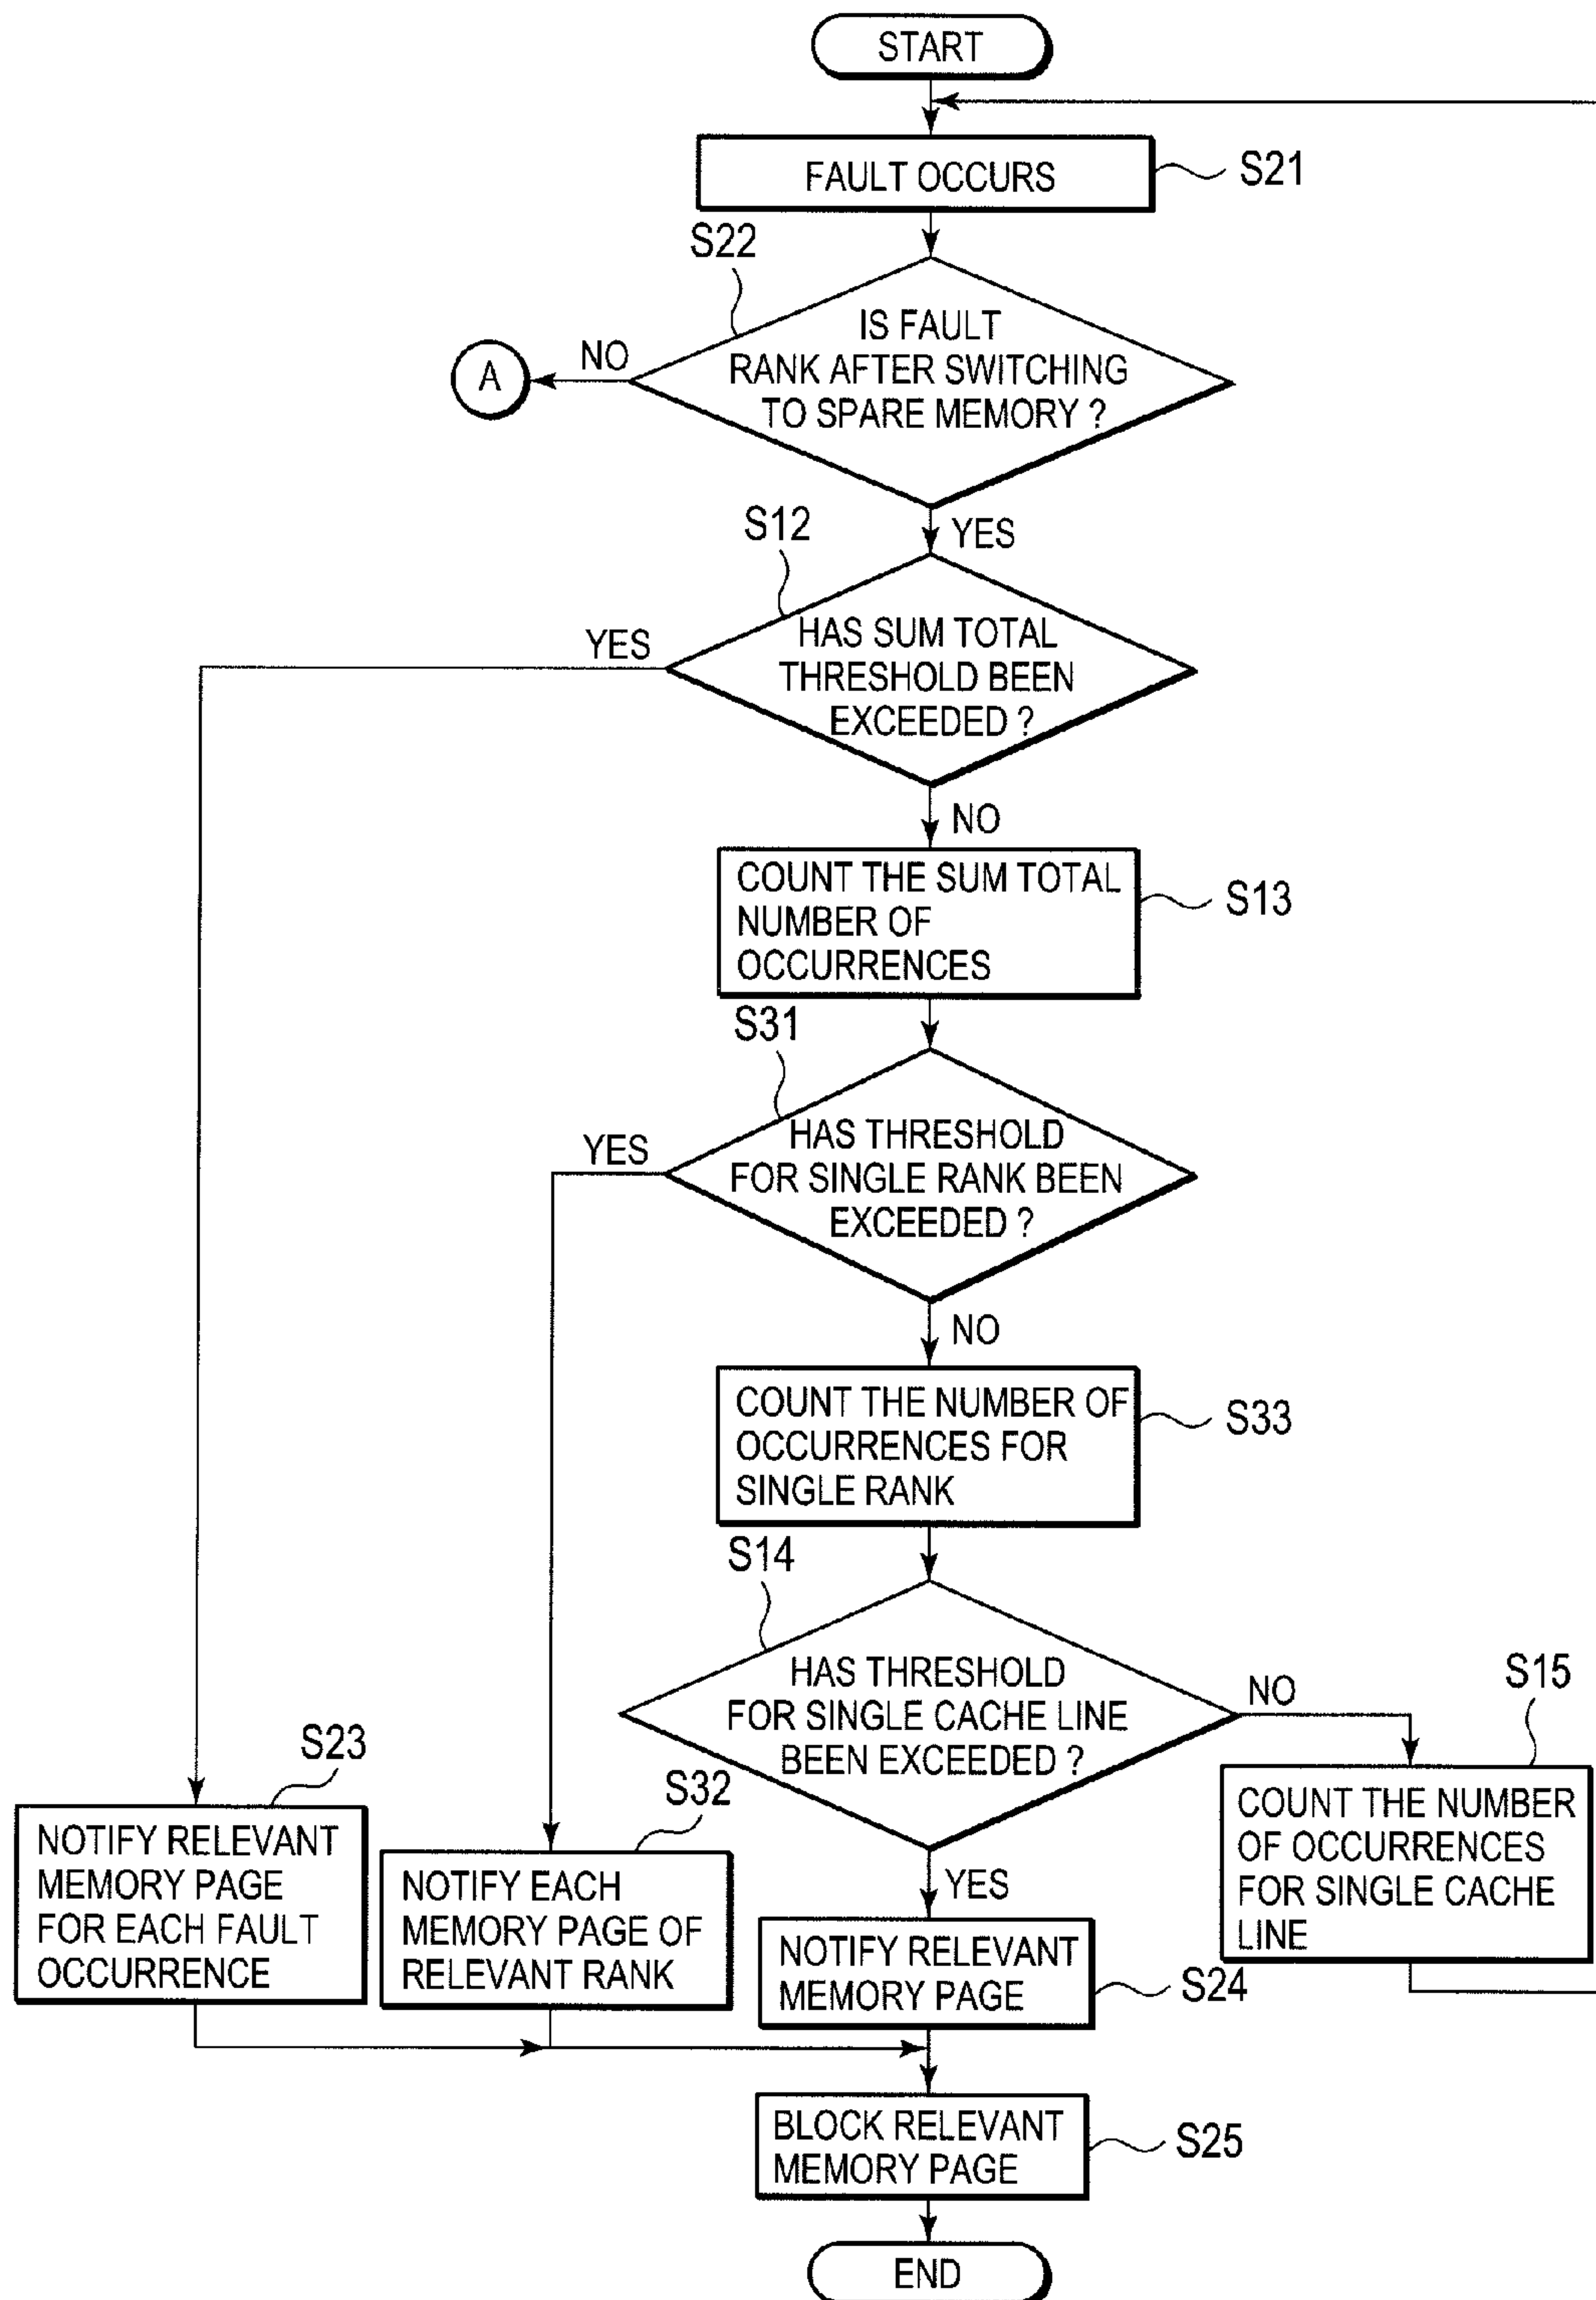 START
FAULT OCCURS
S21
S22
IS FAULT
RANK AFTER SWITCHING
TO SPARE MEMORY ?
NO
A
YES
S12
HAS SUM TOTAL
THRESHOLD BEEN
EXCEEDED ?
YES
NO
COUNT THE SUM TOTAL
NUMBER OF
OCCURRENCES
S13
S31
HAS THRESHOLD
FOR SINGLE RANK BEEN
EXCEEDED ?
YES
NO
COUNT THE NUMBER OF
OCCURRENCES FOR
SINGLE RANK
S33
S14
HAS THRESHOLD
FOR SINGLE CACHE LINE
BEEN EXCEEDED ?
NO
S15
COUNT THE NUMBER
OF OCCURRENCES
FOR SINGLE CACHE
LINE
YES
S23
NOTIFY RELEVANT
MEMORY PAGE
FOR EACH FAULT
OCCURRENCE
S32
NOTIFY EACH
MEMORY PAGE OF
RELEVANT RANK
NOTIFY RELEVANT
MEMORY PAGE
S24
BLOCK RELEVANT
MEMORY PAGE
S25
END